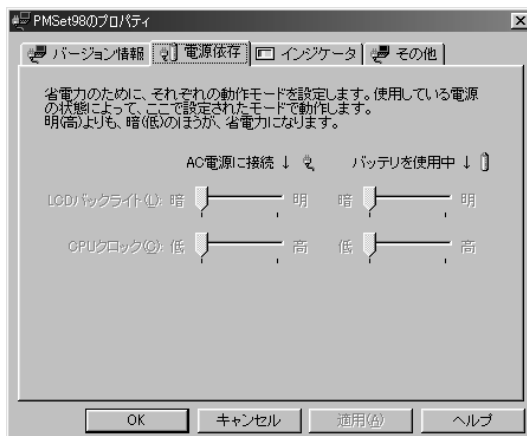 PMSet98のプロパティ
バージョン情報 電源依存 インジケータ その他
省電力のために、それぞれの動作モードを設定します。使用している電源
の状態によって、ここで設定されたモードで動作します。
明(高)よりも、暗(低)のほうが、省電力になります。
AC電源に接続 ↓ バッテリを使用中 ↓
LCDバックライト(L): 暗 明 暗 明
CPUクロック(C): 低 高 低 高
OK キャンセル 適用(A) ヘルプ